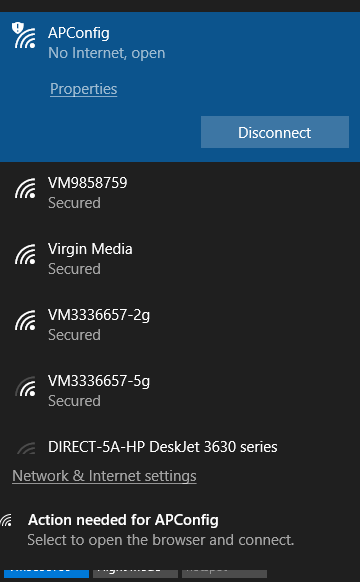 APConfig
No Internet, open
Properties
Disconnect
VM9858759
Secured
Virgin Media
Secured
VM3336657-2g
Secured
VM3336657-5g
Secured
DIRECT-5A-HP DeskJet 3630 series
Network & Internet settings
Action needed for APConfig
Select to open the browser and connect.